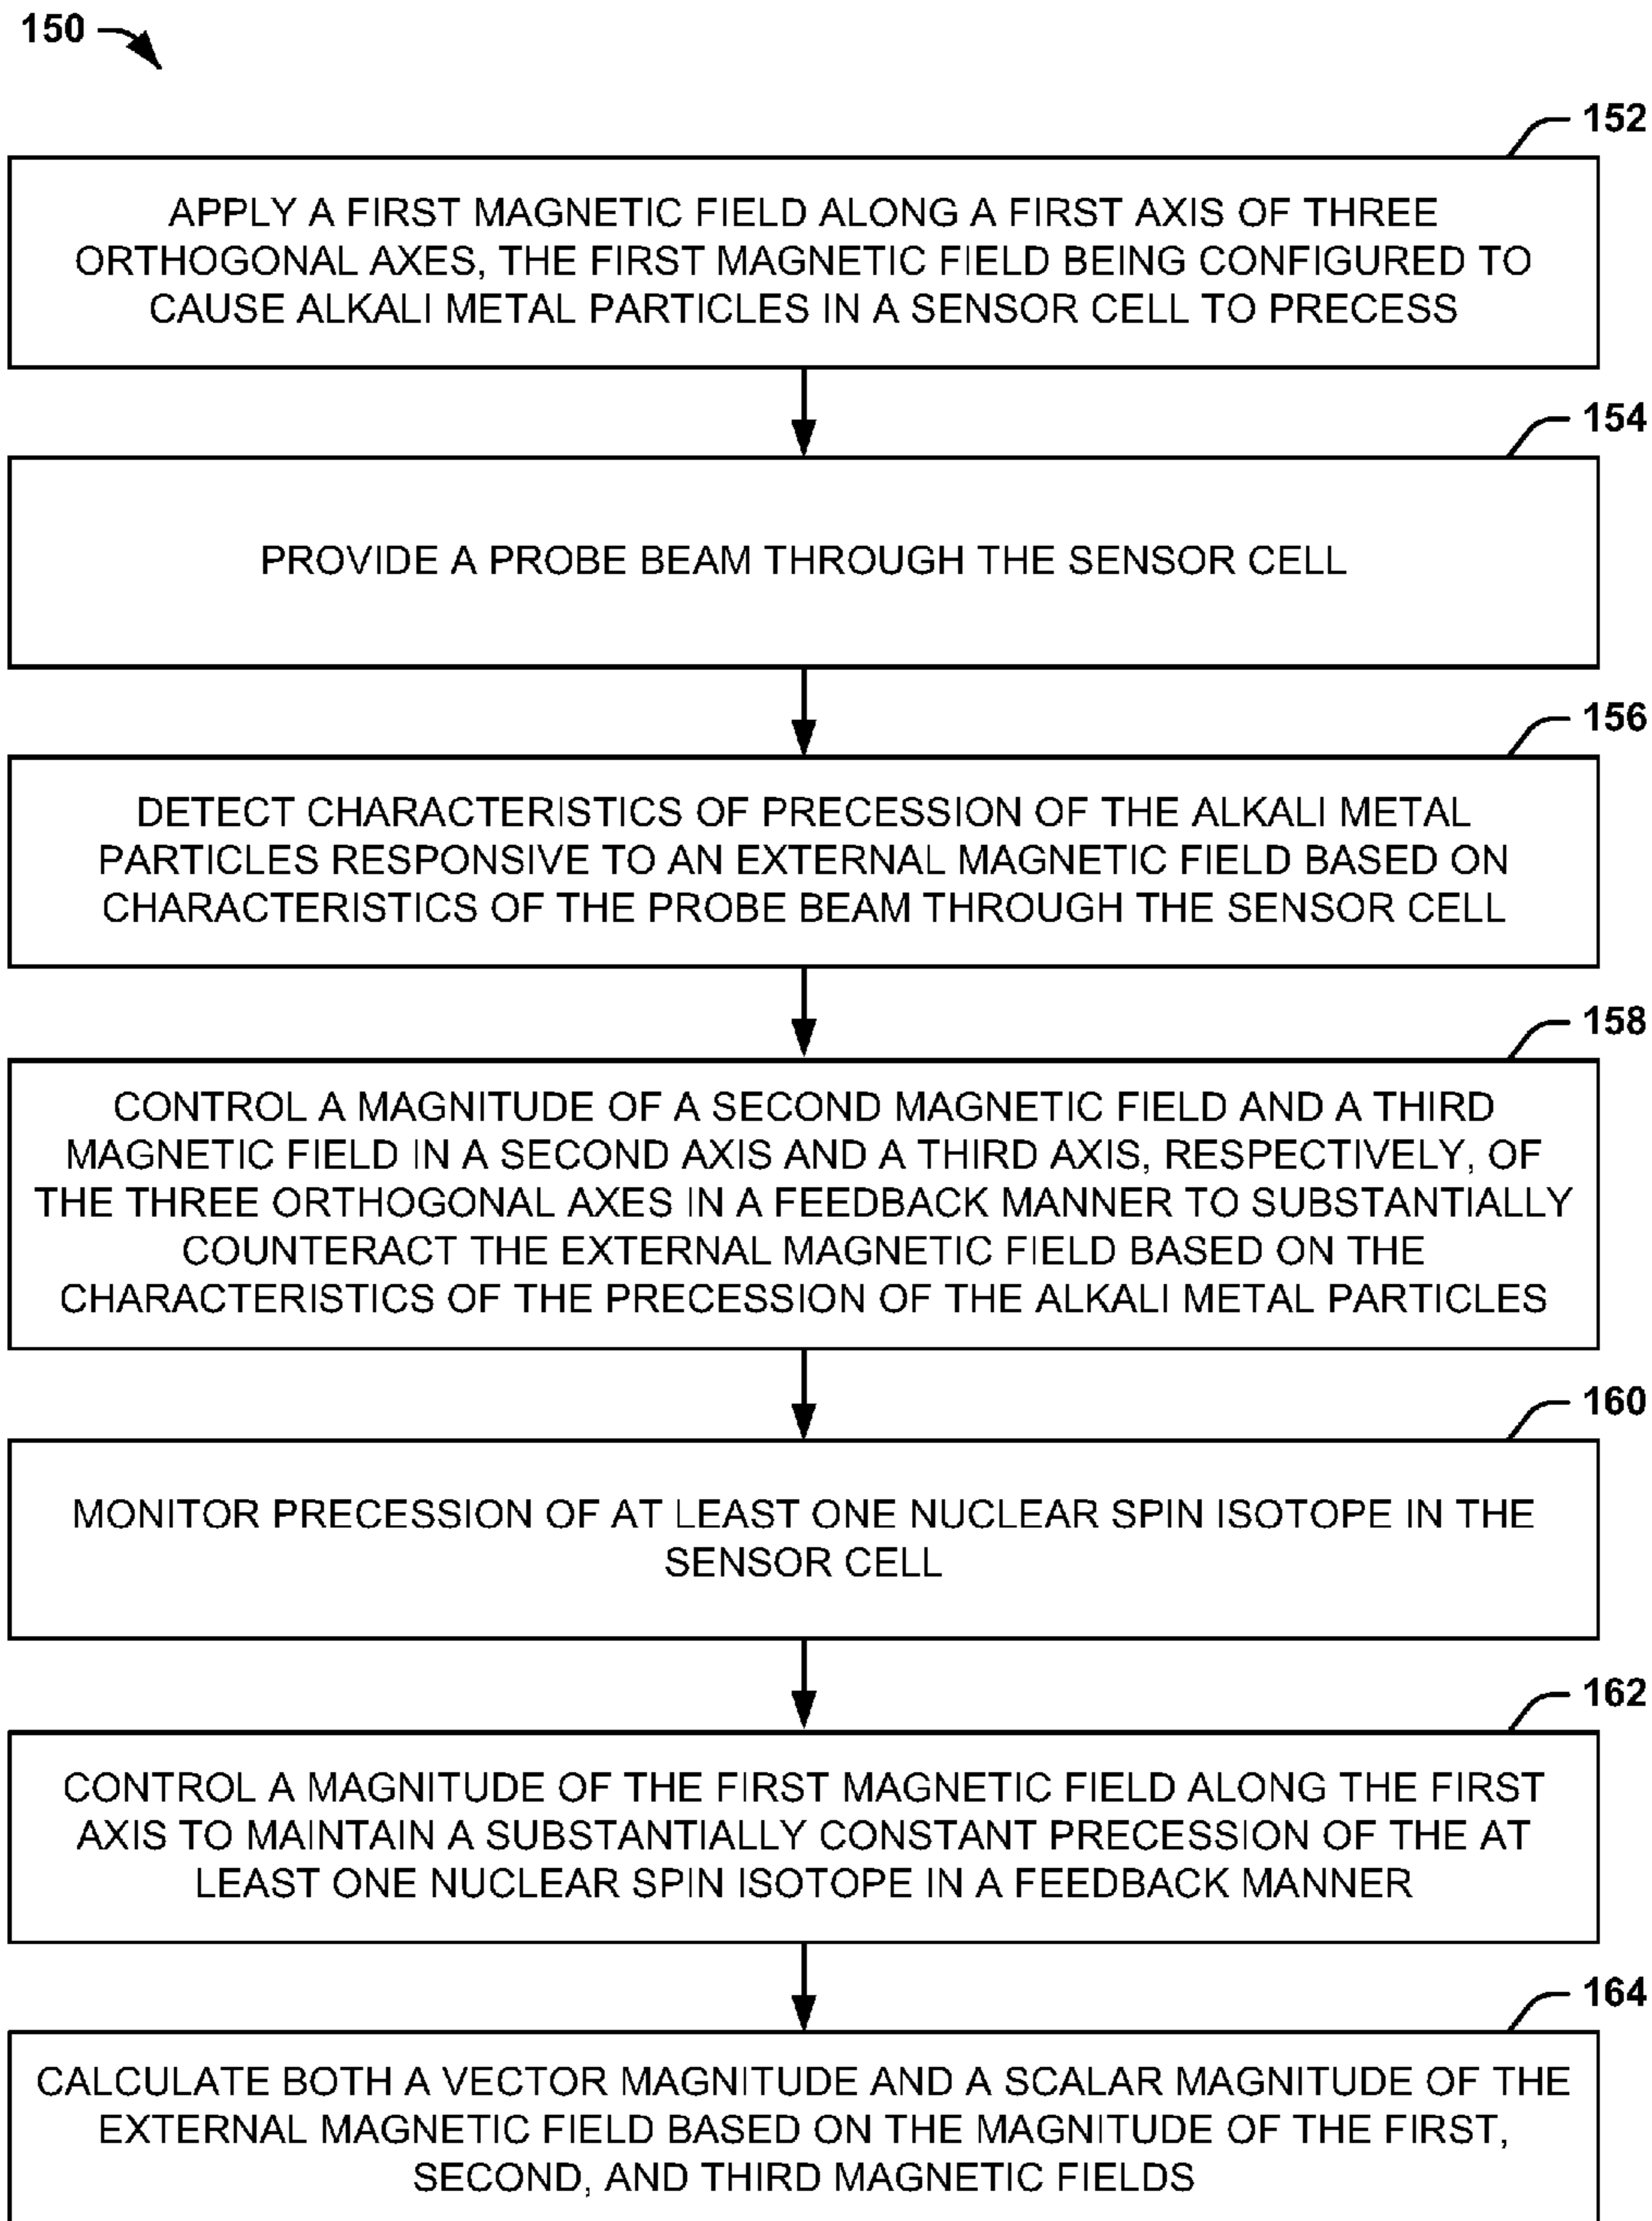 150
152
APPLY A FIRST MAGNETIC FIELD ALONG A FIRST AXIS OF THREE
ORTHOGONAL AXES, THE FIRST MAGNETIC FIELD BEING CONFIGURED TO
CAUSE ALKALI METAL PARTICLES IN A SENSOR CELL TO PRECESS
154
PROVIDE A PROBE BEAM THROUGH THE SENSOR CELL
156
DETECT CHARACTERISTICS OF PRECESSION OF THE ALKALI METAL
PARTICLES RESPONSIVE TO AN EXTERNAL MAGNETIC FIELD BASED ON
CHARACTERISTICS OF THE PROBE BEAM THROUGH THE SENSOR CELL
158
CONTROL A MAGNITUDE OF A SECOND MAGNETIC FIELD AND A THIRD
MAGNETIC FIELD IN A SECOND AXIS AND A THIRD AXIS, RESPECTIVELY, OF
THE THREE ORTHOGONAL AXES IN A FEEDBACK MANNER TO SUBSTANTIALLY
COUNTERACT THE EXTERNAL MAGNETIC FIELD BASED ON THE
CHARACTERISTICS OF THE PRECESSION OF THE ALKALI METAL PARTICLES
160
MONITOR PRECESSION OF AT LEAST ONE NUCLEAR SPIN ISOTOPE IN THE
SENSOR CELL
162
CONTROL A MAGNITUDE OF THE FIRST MAGNETIC FIELD ALONG THE FIRST
AXIS TO MAINTAIN A SUBSTANTIALLY CONSTANT PRECESSION OF THE AT
LEAST ONE NUCLEAR SPIN ISOTOPE IN A FEEDBACK MANNER
164
CALCULATE BOTH A VECTOR MAGNITUDE AND A SCALAR MAGNITUDE OF THE
EXTERNAL MAGNETIC FIELD BASED ON THE MAGNITUDE OF THE FIRST,
SECOND, AND THIRD MAGNETIC FIELDS